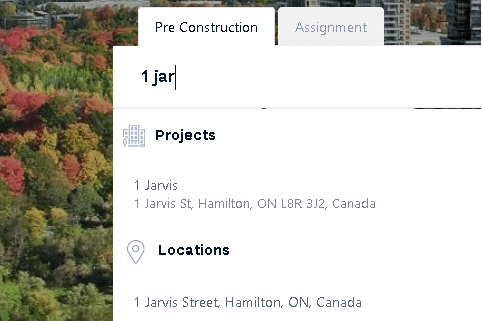 Pre Construction
Assignment
1 jar
Projects
1 Jarvis
1 Jarvis St, Hamilton, ON L8R 3J2, Canada
Locations
1 Jarvis Street, Hamilton, ON, Canada